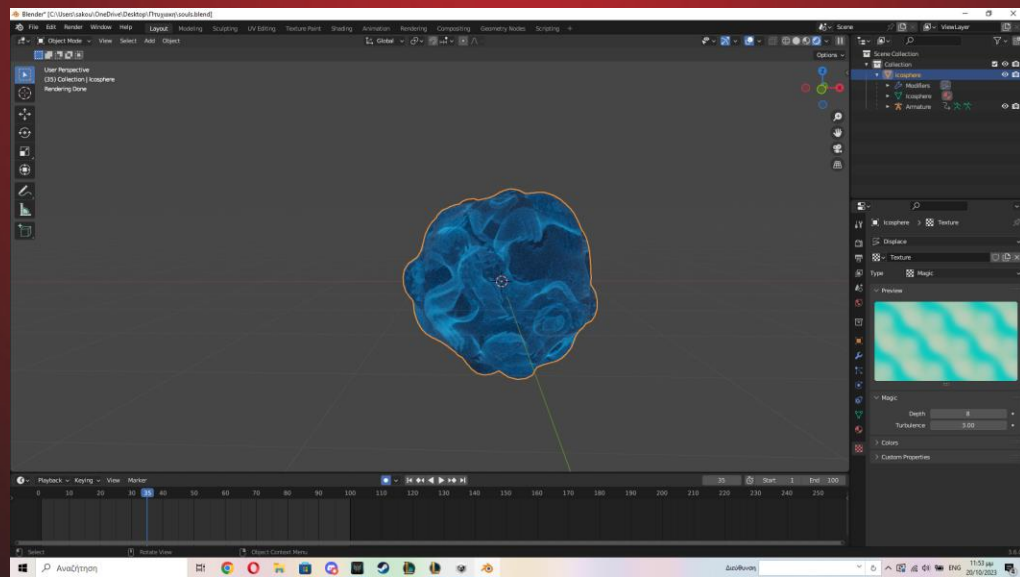 Blender* [C:\Users\sakou\OneDrive\Desktop\Πτυχιακη\souls.blend]
File Edit Render Window Help Layout Modeling Sculpting UV Editing Texture Paint Shading Animation Rendering Compositing Geometry Nodes Scripting + Scene ViewLayer
Object Mode View Select Add Object Global
Options
User Perspective
(35) Collection | Icosphere
Rendering Done
Scene Collection
Collection
Icosphere
Modifiers
Icosphere
Armature
Icosphere > Texture
Displace
Texture
Type Magic
Preview
Magic
Depth 8
Turbulence 3.00
Colors
Custom Properties
Playback Keying View Marker 35 Start 1 End 100
0 10 20 30 35 40 50 60 70 80 90 100 110 120 130 140 150 160 170 180 190 200 210 220 230 240 250
Select Rotate View Object Context Menu
Αναζήτηση Διεύθυνση ENG 11:53 μμ
20/10/2023